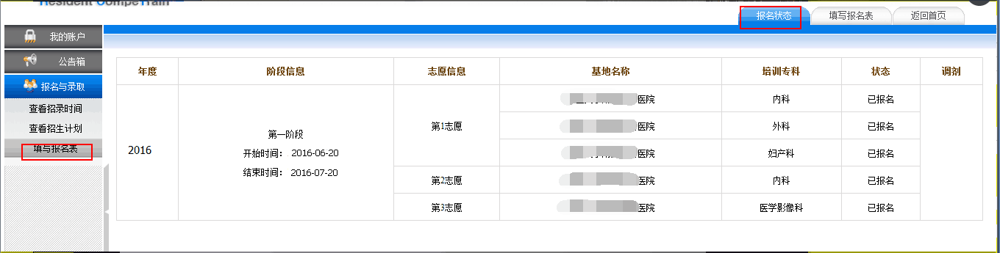 Resident CompeTrain
报名状态
填写报名表
返回首页
我的账户
公告箱
报名与录取
查看招录时间
查看招生计划
填写报名表
年度
阶段信息
志愿信息
基地名称
培训专科
状态
调剂
2016
第一阶段
开始时间： 2016-06-20
结束时间： 2016-07-20
第1志愿
医院
内科
已报名
医院
外科
已报名
医院
妇产科
已报名
第2志愿
医院
内科
已报名
第3志愿
医院
医学影像科
已报名